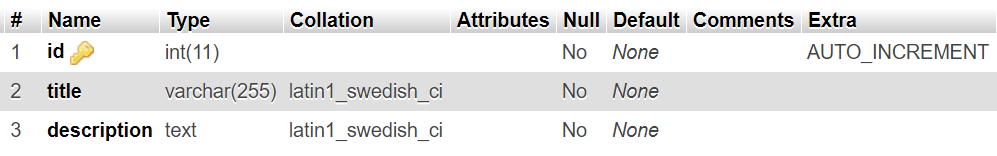 # Name Type Collation Attributes Null Default Comments Extra
1 id int(11) No None AUTO_INCREMENT
2 title varchar(255) latin1_swedish_ci No None
3 description text latin1_swedish_ci No None